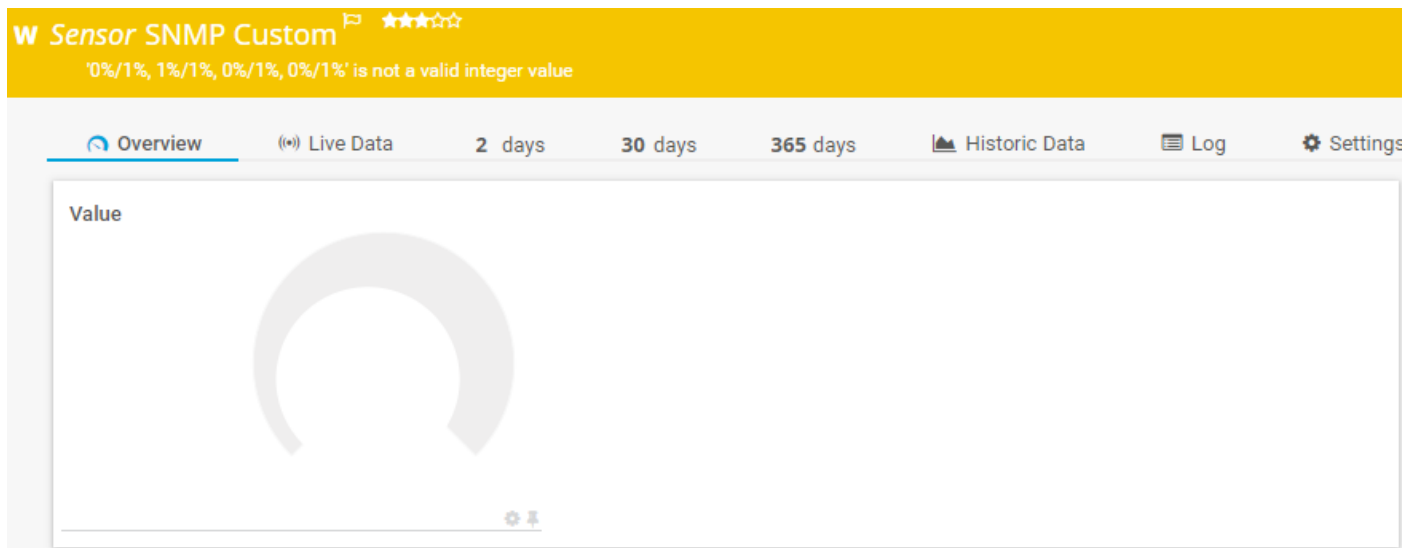 W Sensor SNMP Custom
'0%/1%, 1%/1%, 0%/1%, 0%/1%' is not a valid integer value
Overview Live Data 2 days 30 days 365 days Historic Data Log Settings
Value